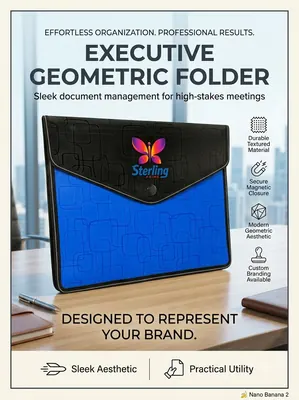 EFFORTLESS ORGANIZATION. PROFESSIONAL RESULTS.
EXECUTIVE
GEOMETRIC FOLDER
Sleek document management for high-stakes meetings
Durable
Textured
Material
Secure
Magnetic
Closure
Modern
Geometric
Aesthetic
Custom
Branding
Available
Sterling
DESIGNED TO REPRESENT
YOUR BRAND.
Sleek Aesthetic
Practical Utility
Nano Banana 2